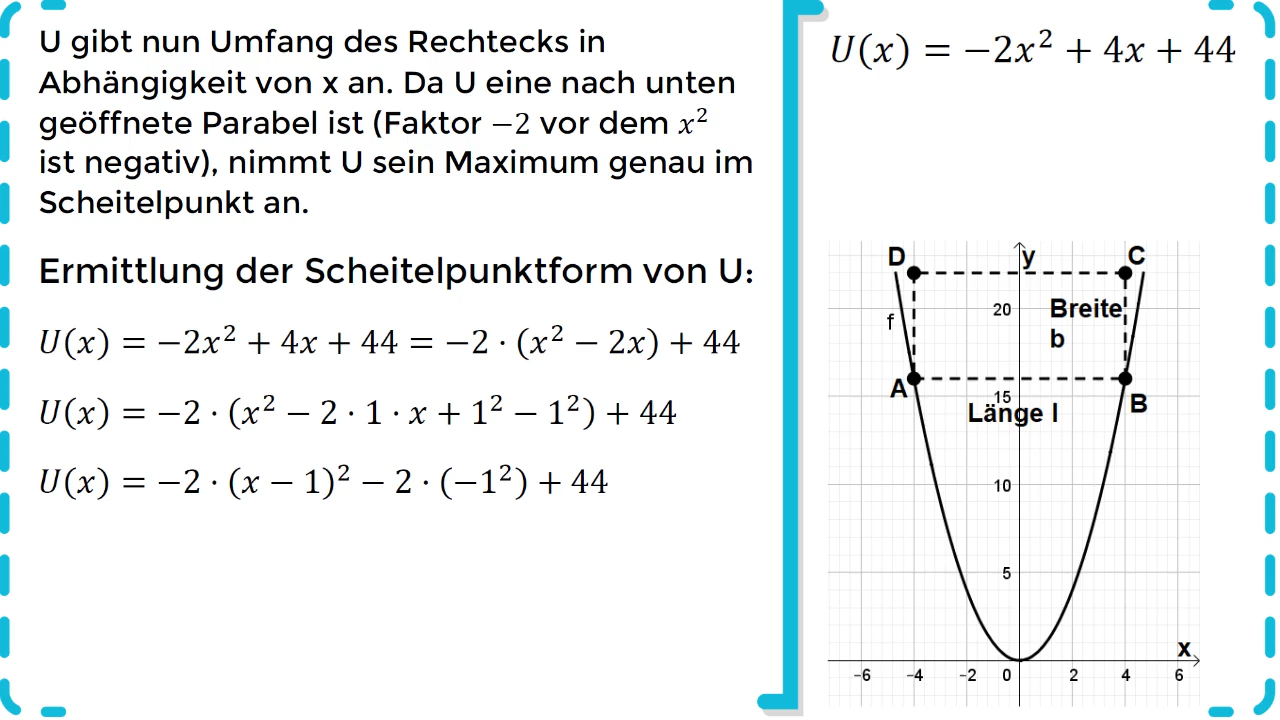 U gibt nun Umfang des Rechtecks in
Abhängigkeit von x an. Da U eine nach unten
geöffnete Parabel ist (Faktor −2 vor dem x²
ist negativ), nimmt U sein Maximum genau im
Scheitelpunkt an.
Ermittlung der Scheitelpunktform von U:
U(x) = −2x² + 4x + 44 = −2 · (x² − 2x) + 44
U(x) = −2 · (x² − 2 · 1 · x + 1² − 1²) + 44
U(x) = −2 · (x − 1)² − 2 · (−1²) + 44
U(x) = −2x² + 4x + 44
D y C
20 Breite
f b
A 15 B
Länge l
10
5
x
−6 −4 −2 0 2 4 6